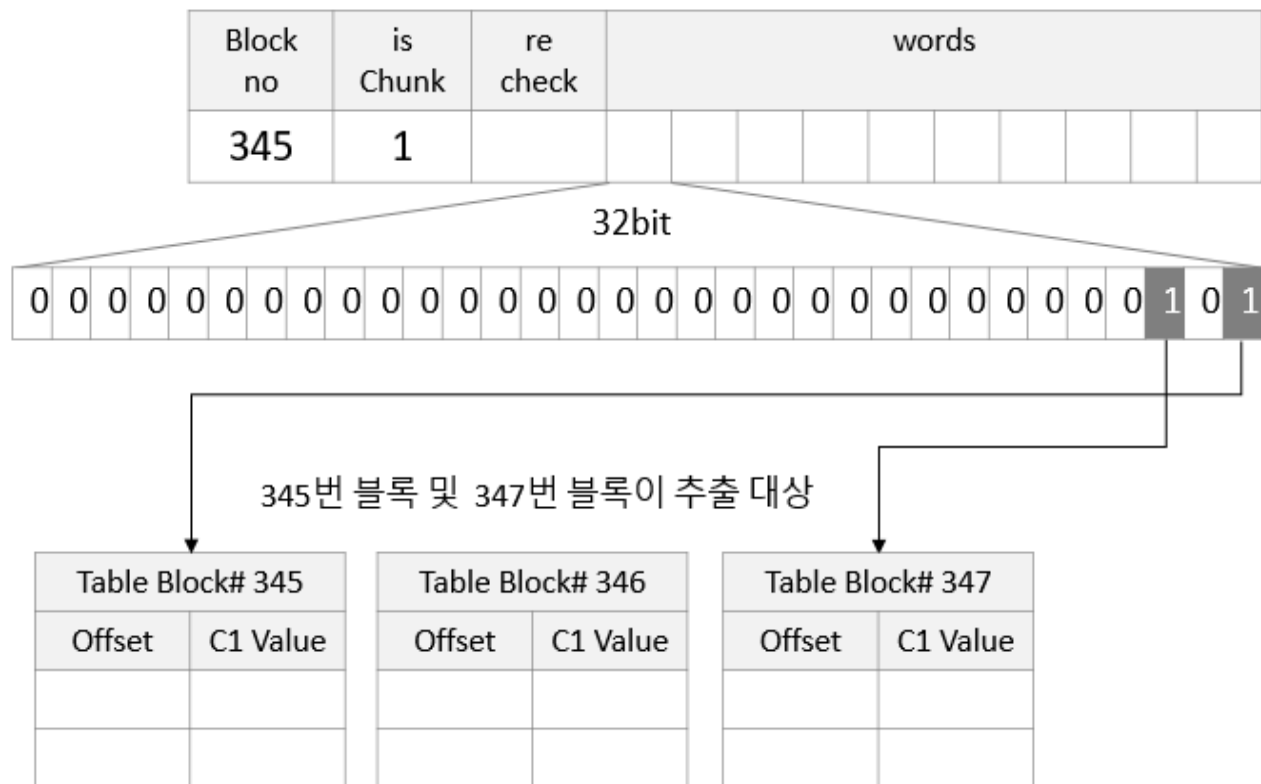 Block is re words
no Chunk check
345 1
32bit
0 0 0 0 0 0 0 0 0 0 0 0 0 0 0 0 0 0 0 0 0 0 0 0 0 0 0 0 0 1 0 1
345번 블록 및 347번 블록이 추출 대상
Table Block# 345 Table Block# 346 Table Block# 347
Offset C1 Value Offset C1 Value Offset C1 Value